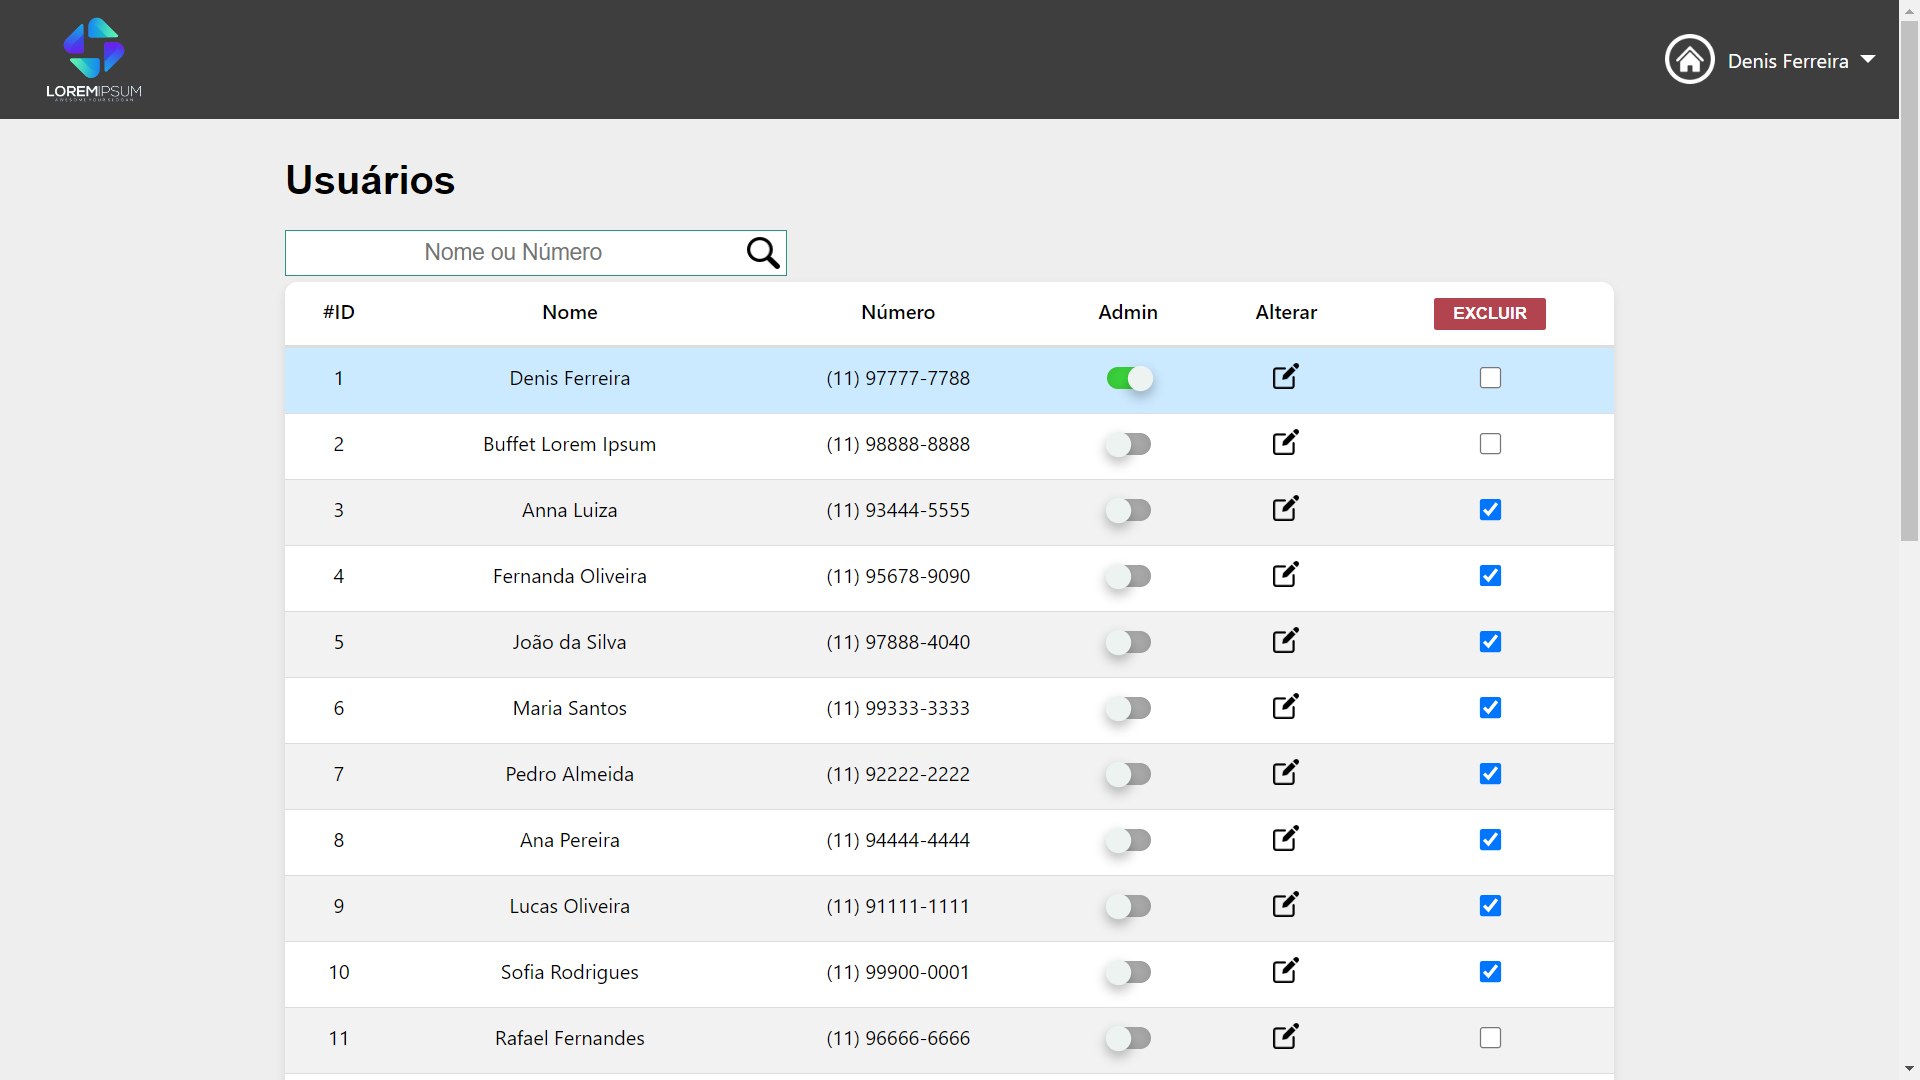 LOREMIPSUM
AWESOME YOUR SLOGAN
Denis Ferreira
Usuários
Nome ou Número
#ID Nome Número Admin Alterar EXCLUIR
1 Denis Ferreira (11) 97777-7788
2 Buffet Lorem Ipsum (11) 98888-8888
3 Anna Luiza (11) 93444-5555
4 Fernanda Oliveira (11) 95678-9090
5 João da Silva (11) 97888-4040
6 Maria Santos (11) 99333-3333
7 Pedro Almeida (11) 92222-2222
8 Ana Pereira (11) 94444-4444
9 Lucas Oliveira (11) 91111-1111
10 Sofia Rodrigues (11) 99900-0001
11 Rafael Fernandes (11) 96666-6666